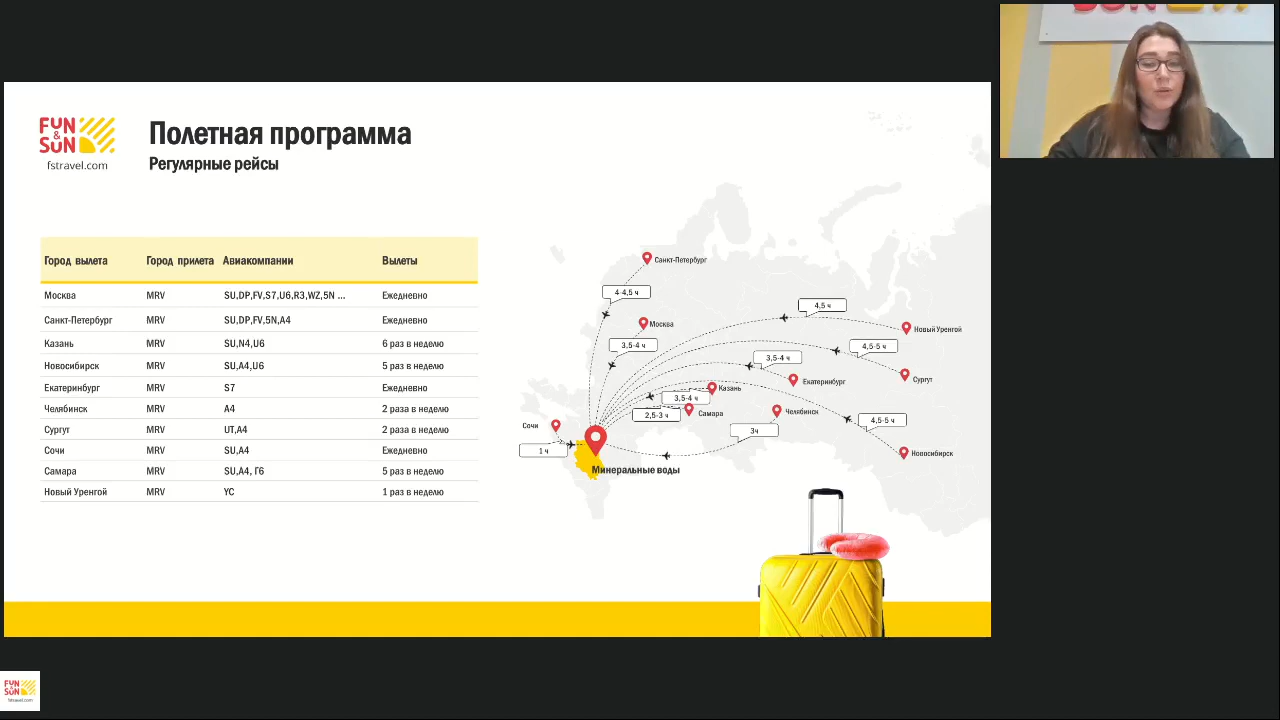 FUN
&
SUN
fstravel.com
Полетная программа
Регулярные рейсы
Город вылета Город прилета Авиакомпании Вылеты
Москва MRV SU,DP,FV,S7,U6,R3,WZ,5N ... Ежедневно
Санкт-Петербург MRV SU,DP,FV,5N,A4 Ежедневно
Казань MRV SU,N4,U6 6 раз в неделю
Новосибирск MRV SU,A4,U6 5 раз в неделю
Екатеринбург MRV S7 Ежедневно
Челябинск MRV A4 2 раза в неделю
Сургут MRV UT,A4 2 раза в неделю
Сочи MRV SU,A4 Ежедневно
Самара MRV SU,A4, Г6 5 раз в неделю
Новый Уренгой MRV YC 1 раз в неделю
Санкт-Петербург
4-4,5 ч
4,5 ч
Москва
Новый Уренгой
3,5-4 ч
4,5-5 ч
3,5-4 ч
Сургут
Екатеринбург
Казань
3,5-4 ч
2,5-3 ч
Самара
Челябинск
4,5-5 ч
Сочи
3ч
1 ч
Новосибирск
Минеральные воды
FUN
&
SUN
fstravel.com